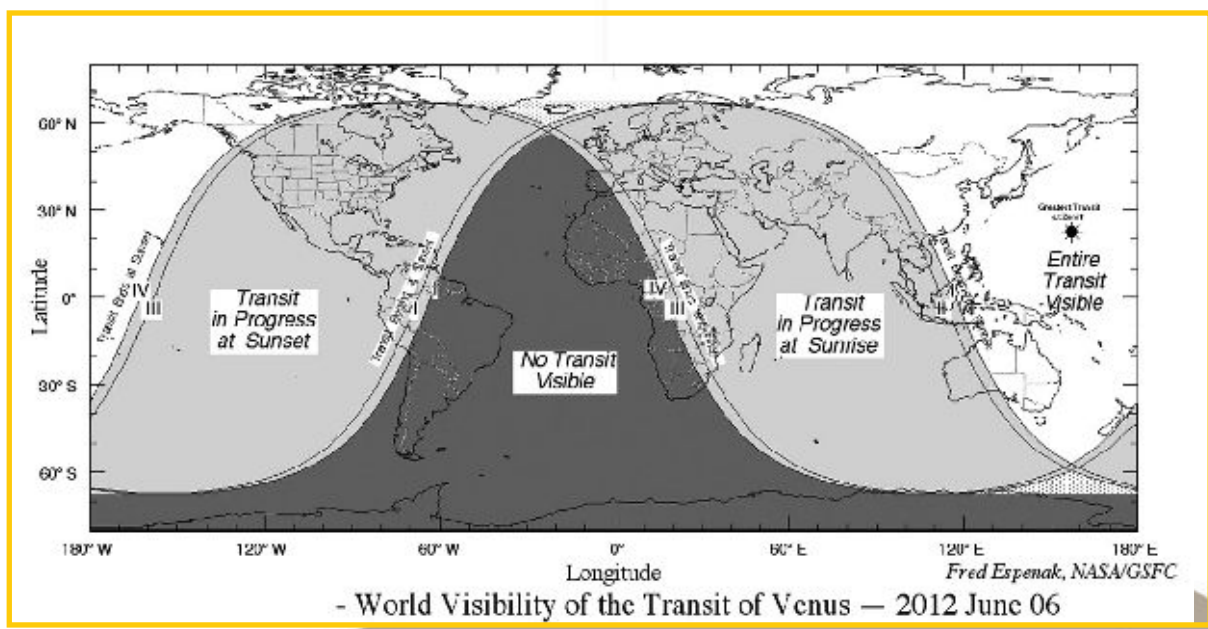 60° N
30° N
0°
30° S
60° S
Latitude
IV
III
Transit
in Progress
at Sunset
I
No Transit
Visible
IV
III
Transit
in Progress
at Sunrise
Entire
Transit
Visible
180° W
120° W
60° W
0°
60° E
120° E
180° E
Longitude
Fred Espenak, NASA/GSFC
- World Visibility of the Transit of Venus — 2012 June 06